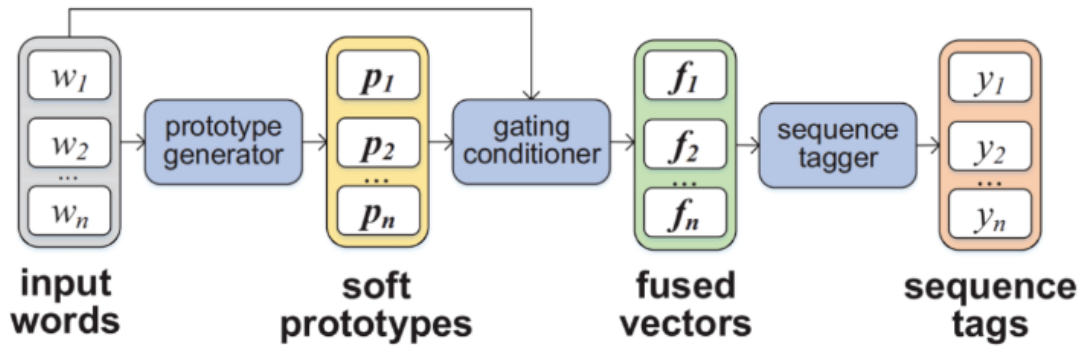 w1
w2
...
wn
input
words
prototype
generator
p1
p2
...
pn
soft
prototypes
gating
conditioner
f1
f2
...
fn
fused
vectors
sequence
tagger
y1
y2
...
yn
sequence
tags